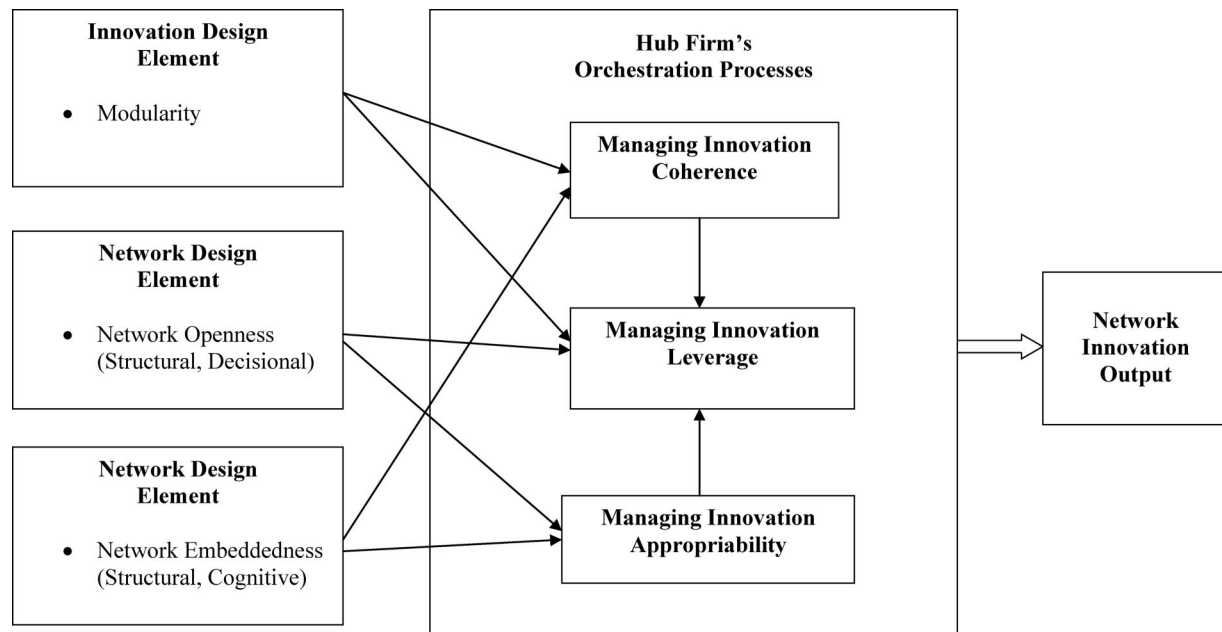 Innovation Design
Element
• Modularity
Network Design
Element
• Network Openness
(Structural, Decisional)
Network Design
Element
• Network Embeddedness
(Structural, Cognitive)
Hub Firm’s
Orchestration Processes
Managing Innovation
Coherence
Managing Innovation
Leverage
Managing Innovation
Appropriability
Network
Innovation
Output